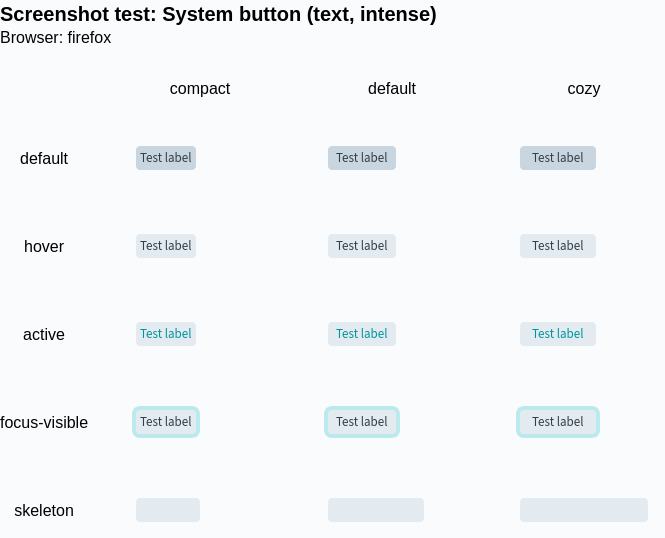 Screenshot test: System button (text, intense)
Browser: firefox
compact default cozy
default Test label Test label Test label
hover Test label Test label Test label
active Test label Test label Test label
focus-visible Test label Test label Test label
skeleton